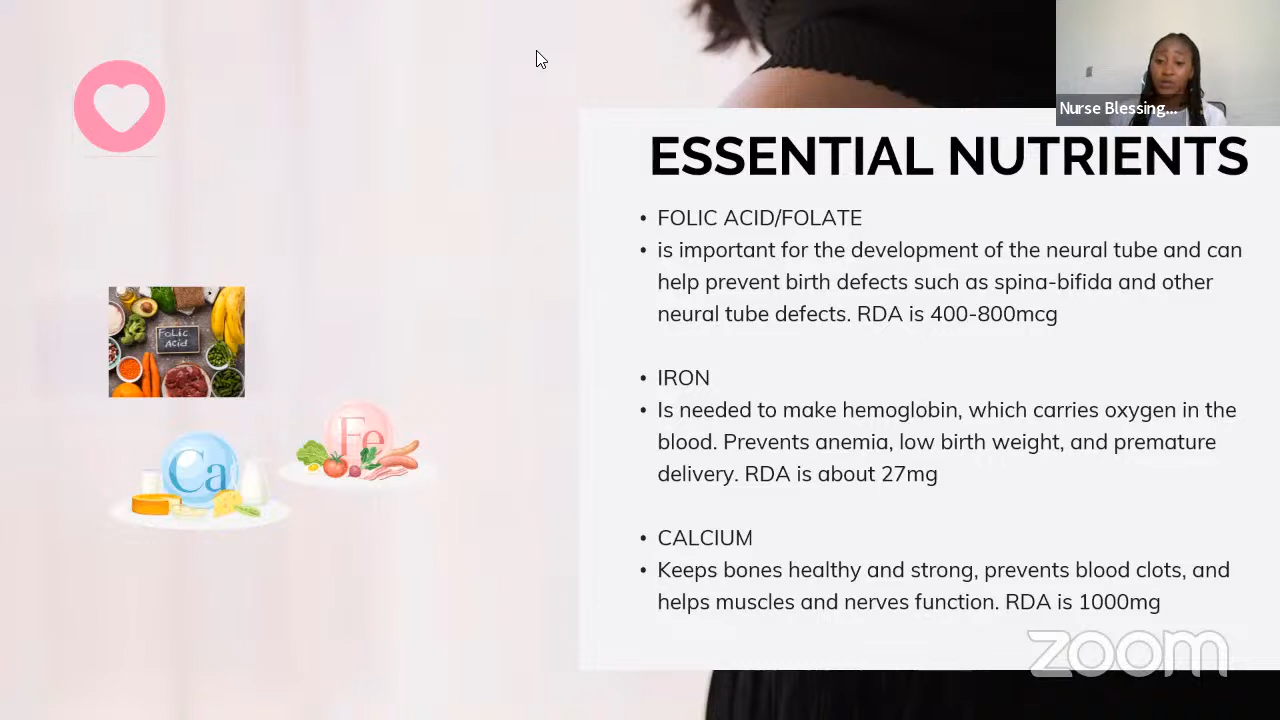 Nurse Blessing...
ESSENTIAL NUTRIENTS
• FOLIC ACID/FOLATE
• is important for the development of the neural tube and can
help prevent birth defects such as spina-bifida and other
neural tube defects. RDA is 400-800mcg
• IRON
• Is needed to make hemoglobin, which carries oxygen in the
blood. Prevents anemia, low birth weight, and premature
delivery. RDA is about 27mg
• CALCIUM
• Keeps bones healthy and strong, prevents blood clots, and
helps muscles and nerves function. RDA is 1000mg
FoLic
Acid
Fe
Ca
zoom